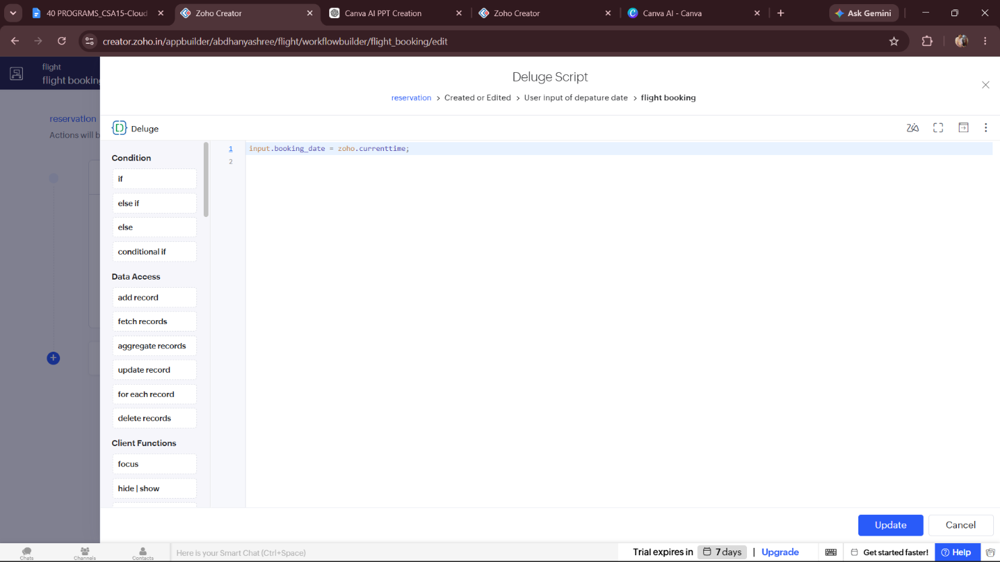 40 PROGRAMS_CSA15-Cloud
Zoho Creator
Canva AI PPT Creation
Zoho Creator
Canva AI - Canva
Ask Gemini
creator.zoho.in/appbuilder/abdhanyashree/flight/workflowbuilder/flight_booking/edit
flight
flight booking
Deluge Script
reservation > Created or Edited > User input of depature date > flight booking
reservation
Actions will b
Deluge
Condition
if
else if
else
conditional if
Data Access
add record
fetch records
aggregate records
update record
for each record
delete records
Client Functions
focus
hide | show
1 input.booking_date = zoho.currenttime;
2
Update
Cancel
Chats
Channels
Contacts
Here is your Smart Chat (Ctrl+Space)
Trial expires in 7 days | Upgrade
Get started faster!
Help